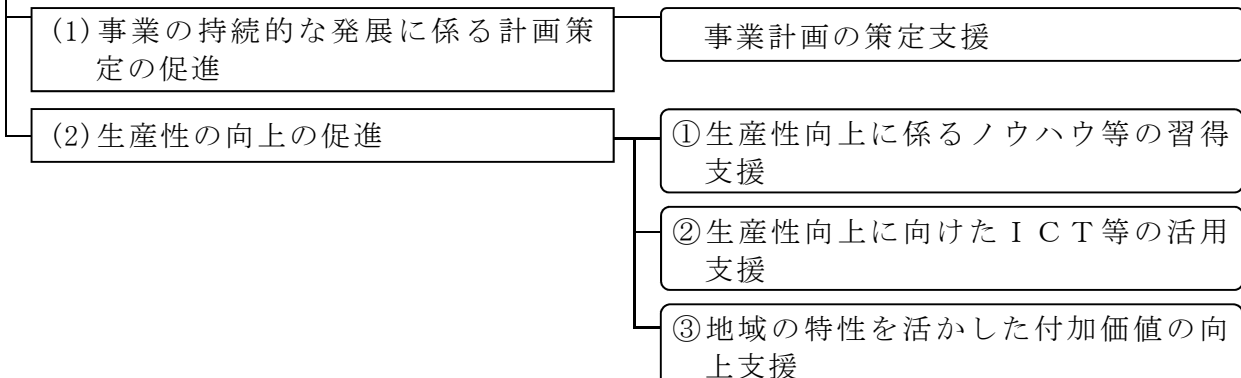 (1)事業の持続的な発展に係る計画策
定の促進
事業計画の策定支援
(2)生産性の向上の促進
①生産性向上に係るノウハウ等の習得
支援
②生産性向上に向けたＩＣＴ等の活用
支援
③地域の特性を活かした付加価値の向
上支援